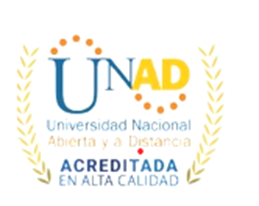 UNAD
Universidad Nacional
Abierta y a Distancia
ACREDITADA
EN ALTA CALIDAD